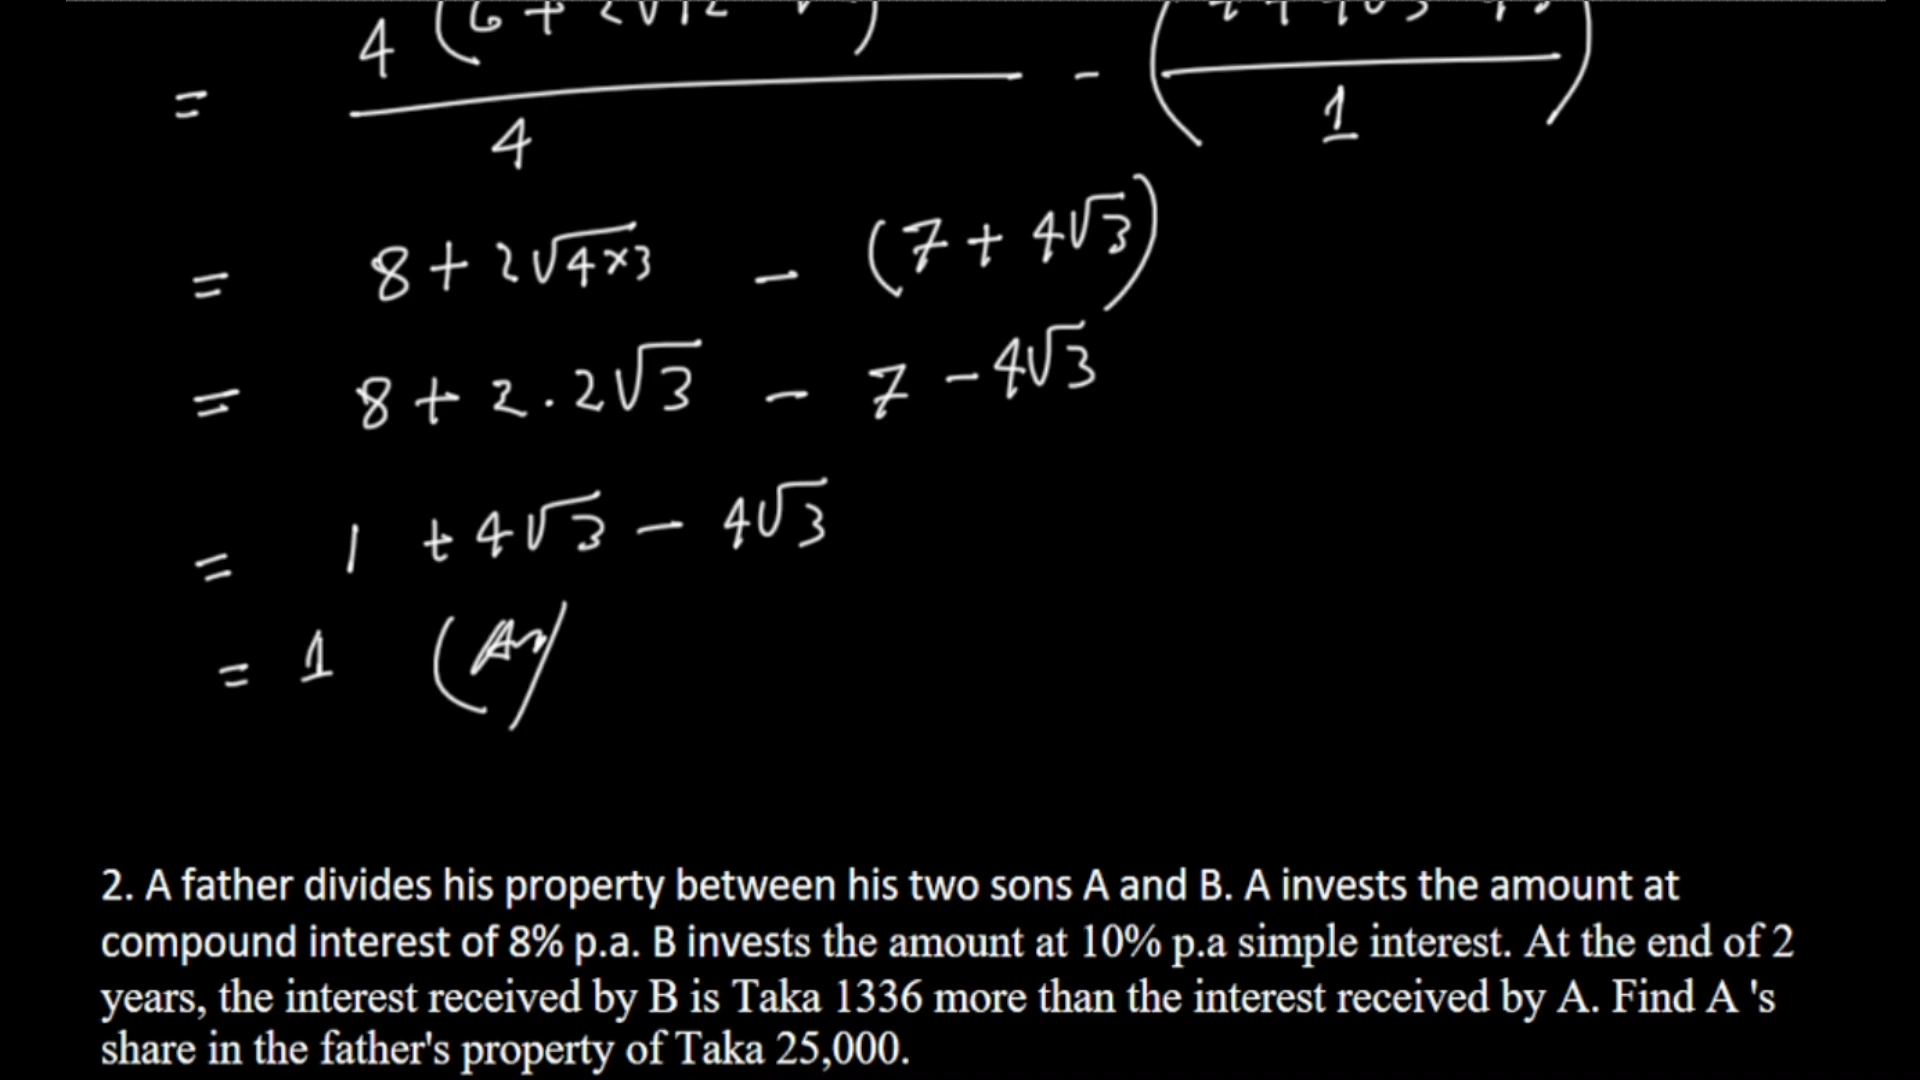 =
4 (6 + 2√12
4
-
1
= 8 + 2√4×3 - (7 + 4√3)
= 8 + 2.2√3 - 7 - 4√3
= 1 + 4√3 - 4√3
= 1 (An)
2. A father divides his property between his two sons A and B. A invests the amount at
compound interest of 8% p.a. B invests the amount at 10% p.a simple interest. At the end of 2
years, the interest received by B is Taka 1336 more than the interest received by A. Find A 's
share in the father's property of Taka 25,000.